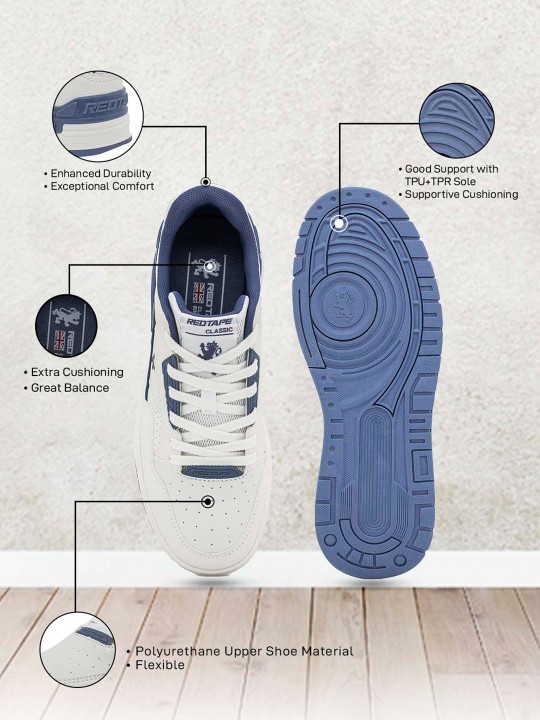 REDTA
• Enhanced Durability
• Exceptional Comfort
• Good Support with
TPU+TPR Sole
• Supportive Cushioning
• Extra Cushioning
• Great Balance
REDTAPE
CLASSIC
REDTAPE
• Polyurethane Upper Shoe Material
• Flexible